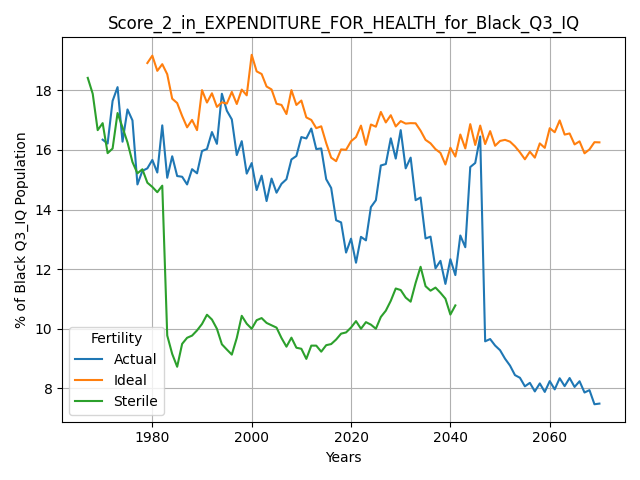 Score_2_in_EXPENDITURE_FOR_HEALTH_for_Black_Q3_IQ
% of Black Q3_IQ Population
18
16
14
12
10
8
Fertility
Actual
Ideal
Sterile
1980
2000
2020
2040
2060
Years